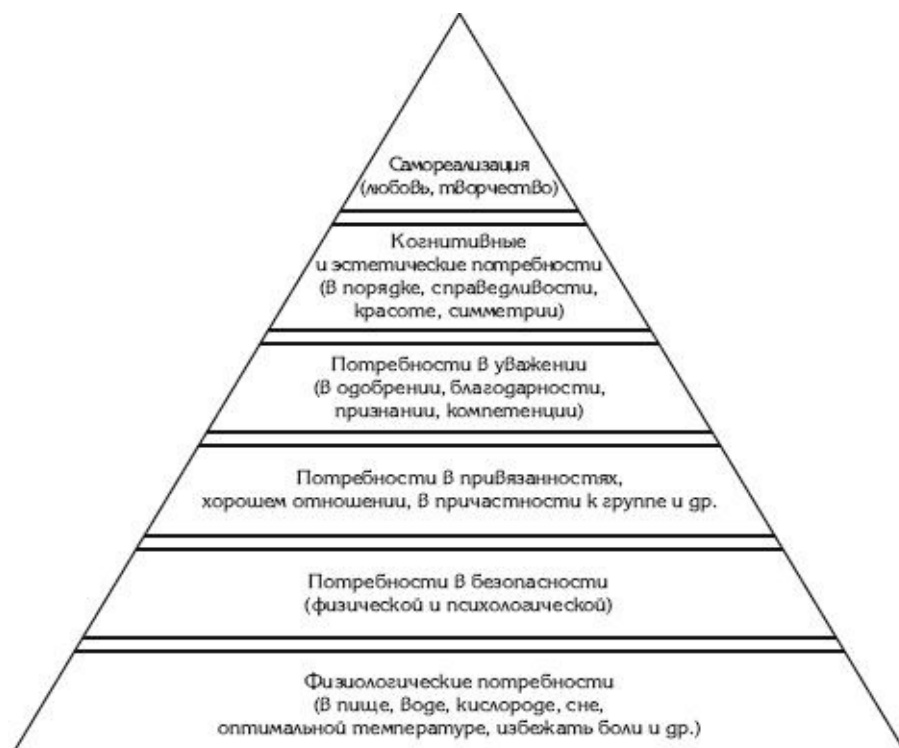 Самореализация
(любовь, творчество)
Когнитивные
и эстетические потребности
(в порядке, справедливости,
красоте, симметрии)
Потребности в уважении
(в одобрении, благодарности,
признании, компетенции)
Потребности в привязанностях,
хорошем отношении, в причастности к группе и др.
Потребности в безопасности
(физической и психологической)
Физиологические потребности
(в пище, воде, кислороде, сне,
оптимальной температуре, избежать боли и др.)